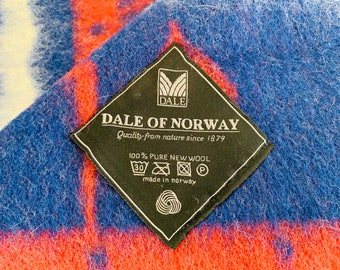 DALE
DALE OF NORWAY
Quality from nature since 1879
100% PURE NEW WOOL
30 P
made in norway